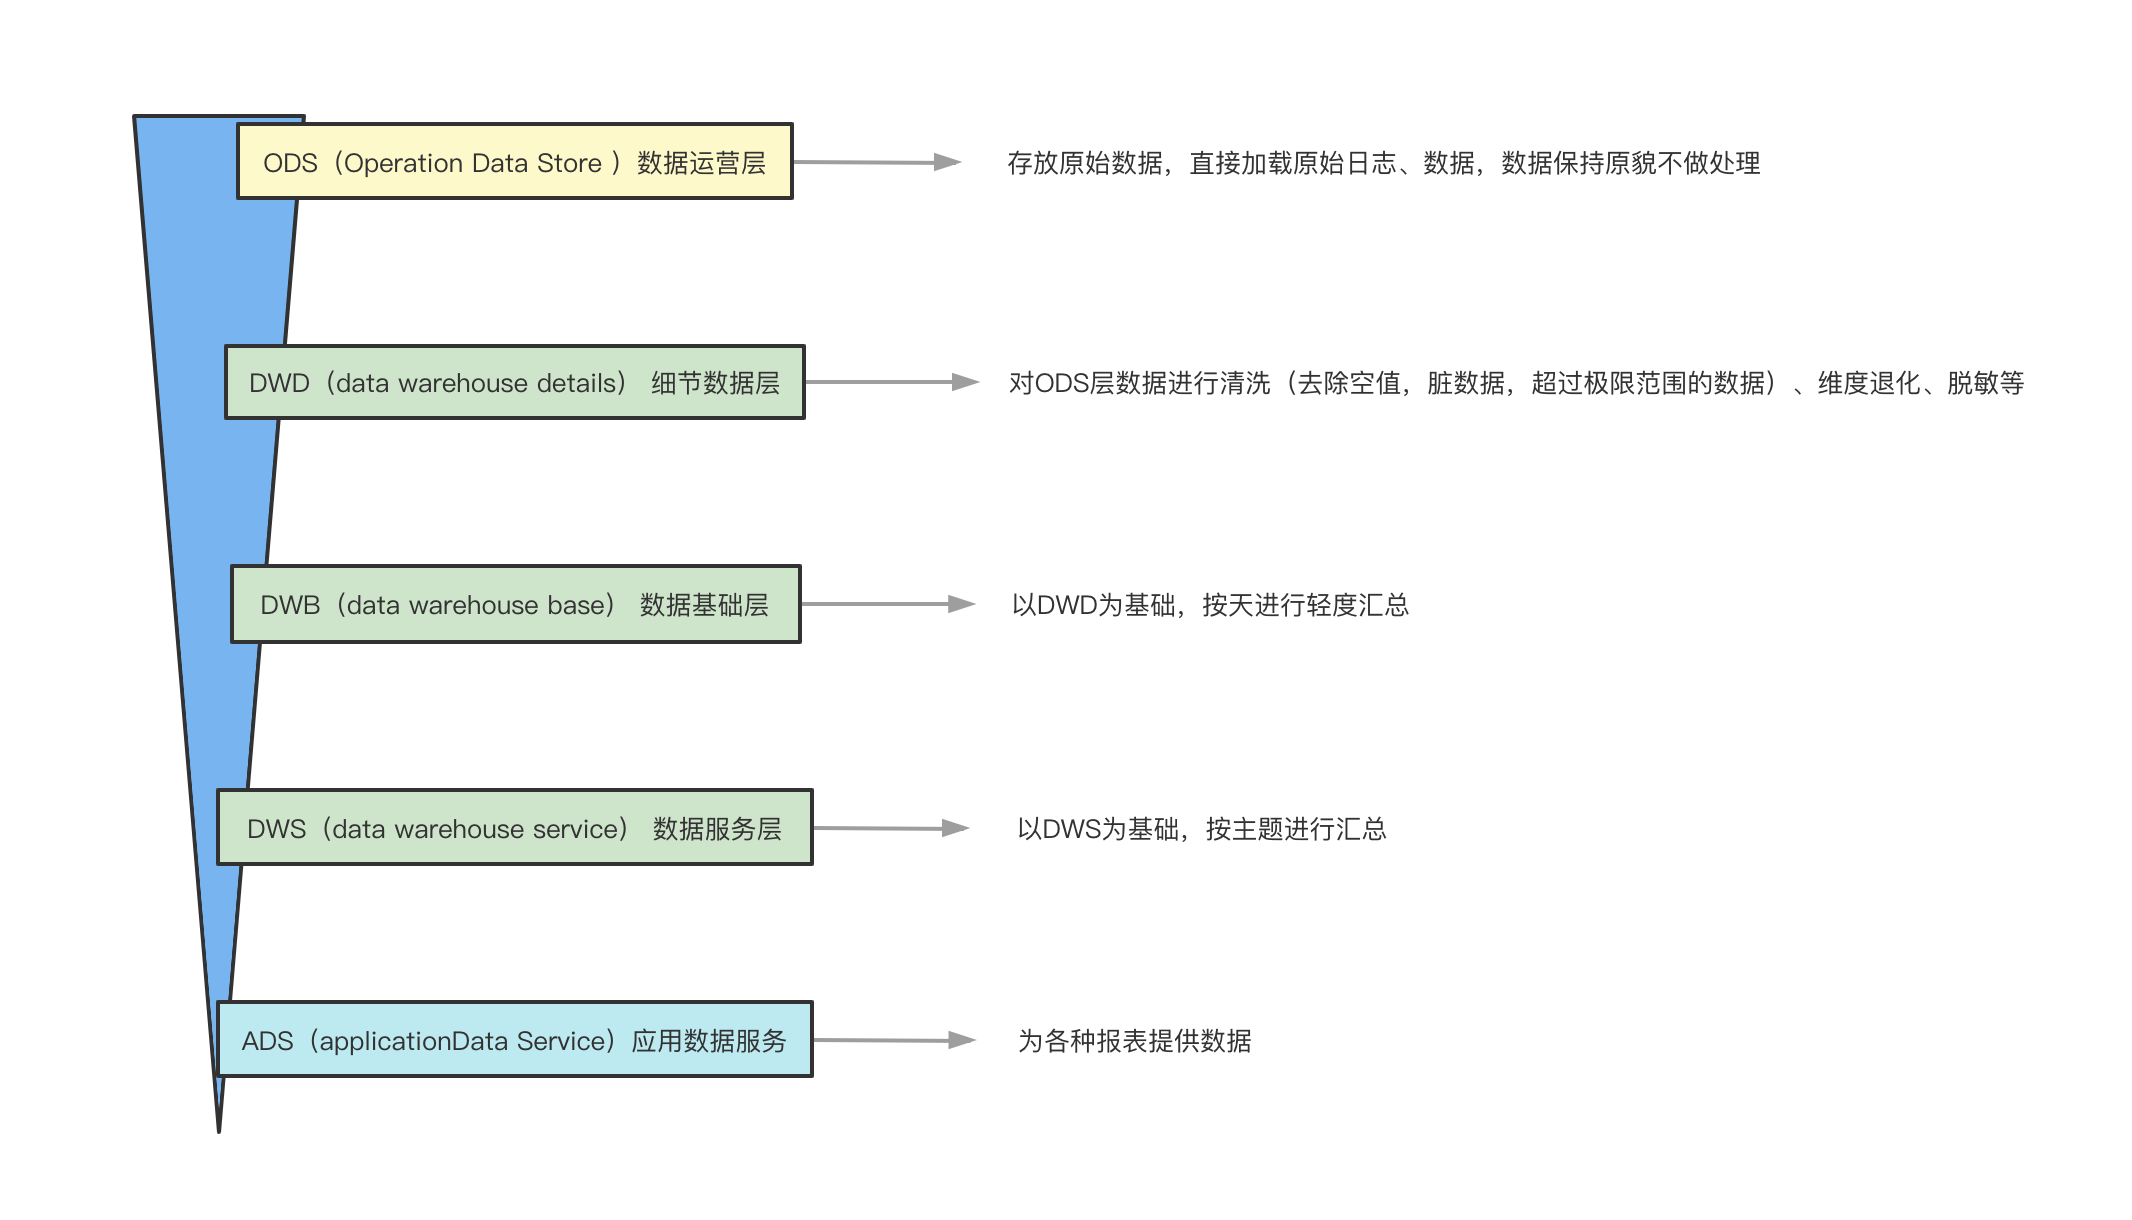 ODS（Operation Data Store ）数据运营层
存放原始数据，直接加载原始日志、数据，数据保持原貌不做处理
DWD（data warehouse details） 细节数据层
对ODS层数据进行清洗（去除空值，脏数据，超过极限范围的数据）、维度退化、脱敏等
DWB（data warehouse base） 数据基础层
以DWD为基础，按天进行轻度汇总
DWS（data warehouse service） 数据服务层
以DWS为基础，按主题进行汇总
ADS（applicationData Service）应用数据服务
为各种报表提供数据